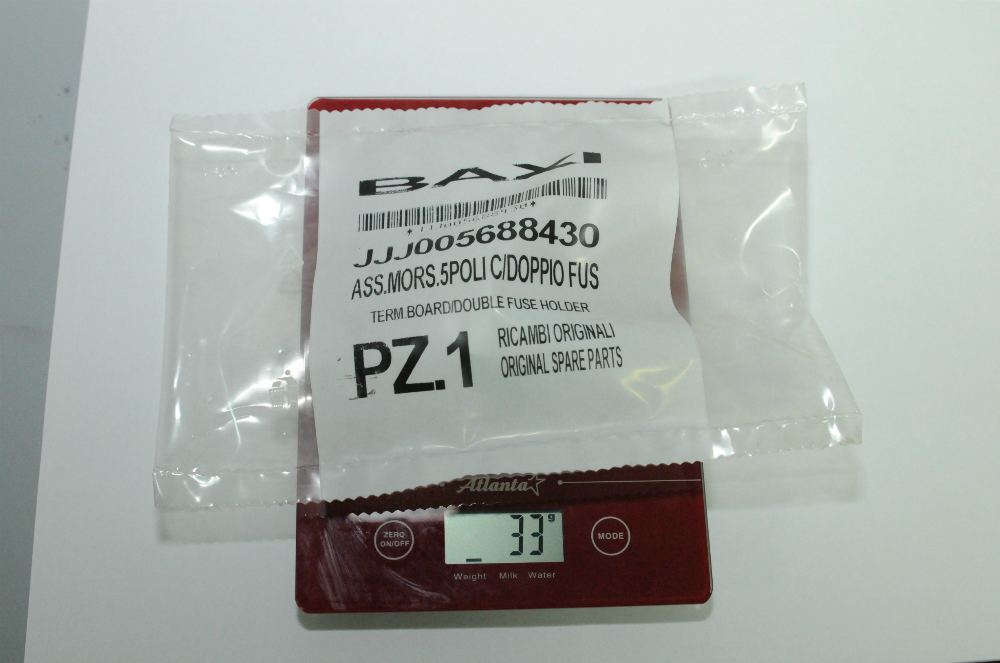 BAXI
JJJ005688430
ASS.MORS.5POLI C/DOPPIO FUS
TERM.BOARD/DOUBLE FUSE HOLDER
PZ.1
RICAMBI ORIGINALI
ORIGINAL SPARE PARTS
Atlanta
ZERO
ON/OFF
33 g
MODE
Weight Milk Water